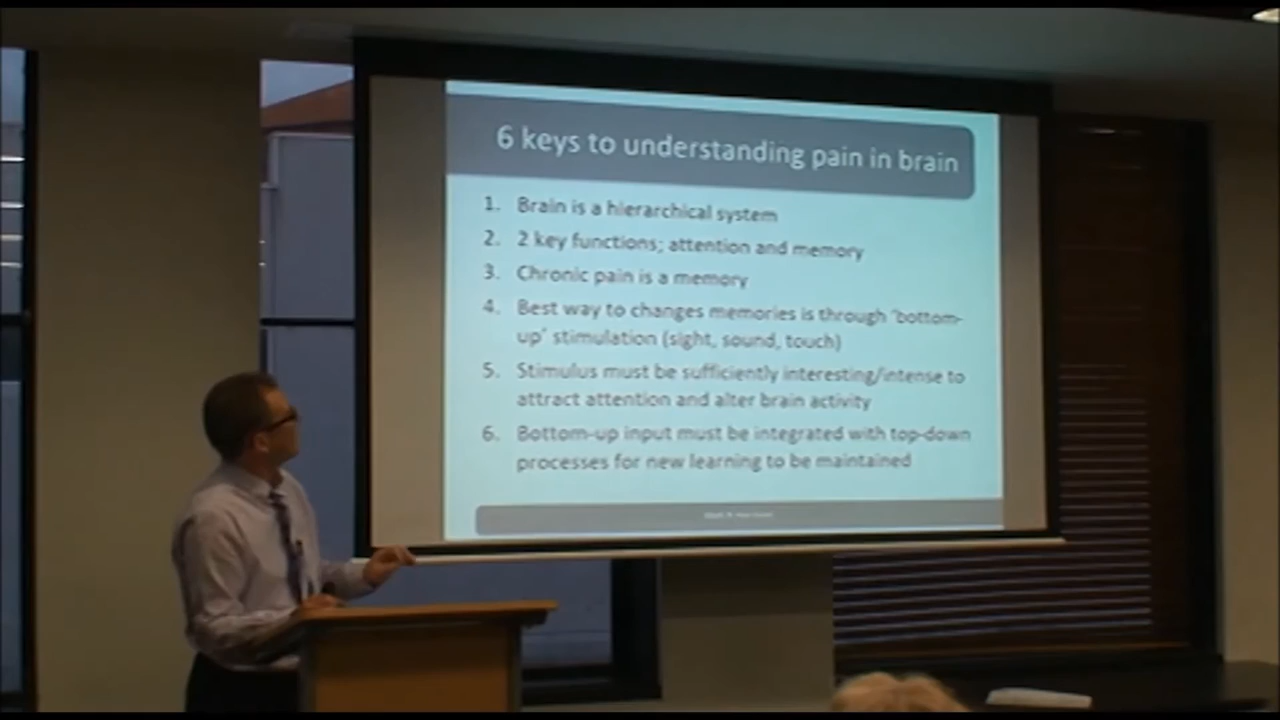 6 keys to understanding pain in brain
1. Brain is a hierarchical system
2. 2 key functions; attention and memory
3. Chronic pain is a memory
4. Best way to changes memories is through 'bottom-
up' stimulation (sight, sound, touch)
5. Stimulus must be sufficiently interesting/intense to
attract attention and alter brain activity
6. Bottom-up input must be integrated with top-down
processes for new learning to be maintained